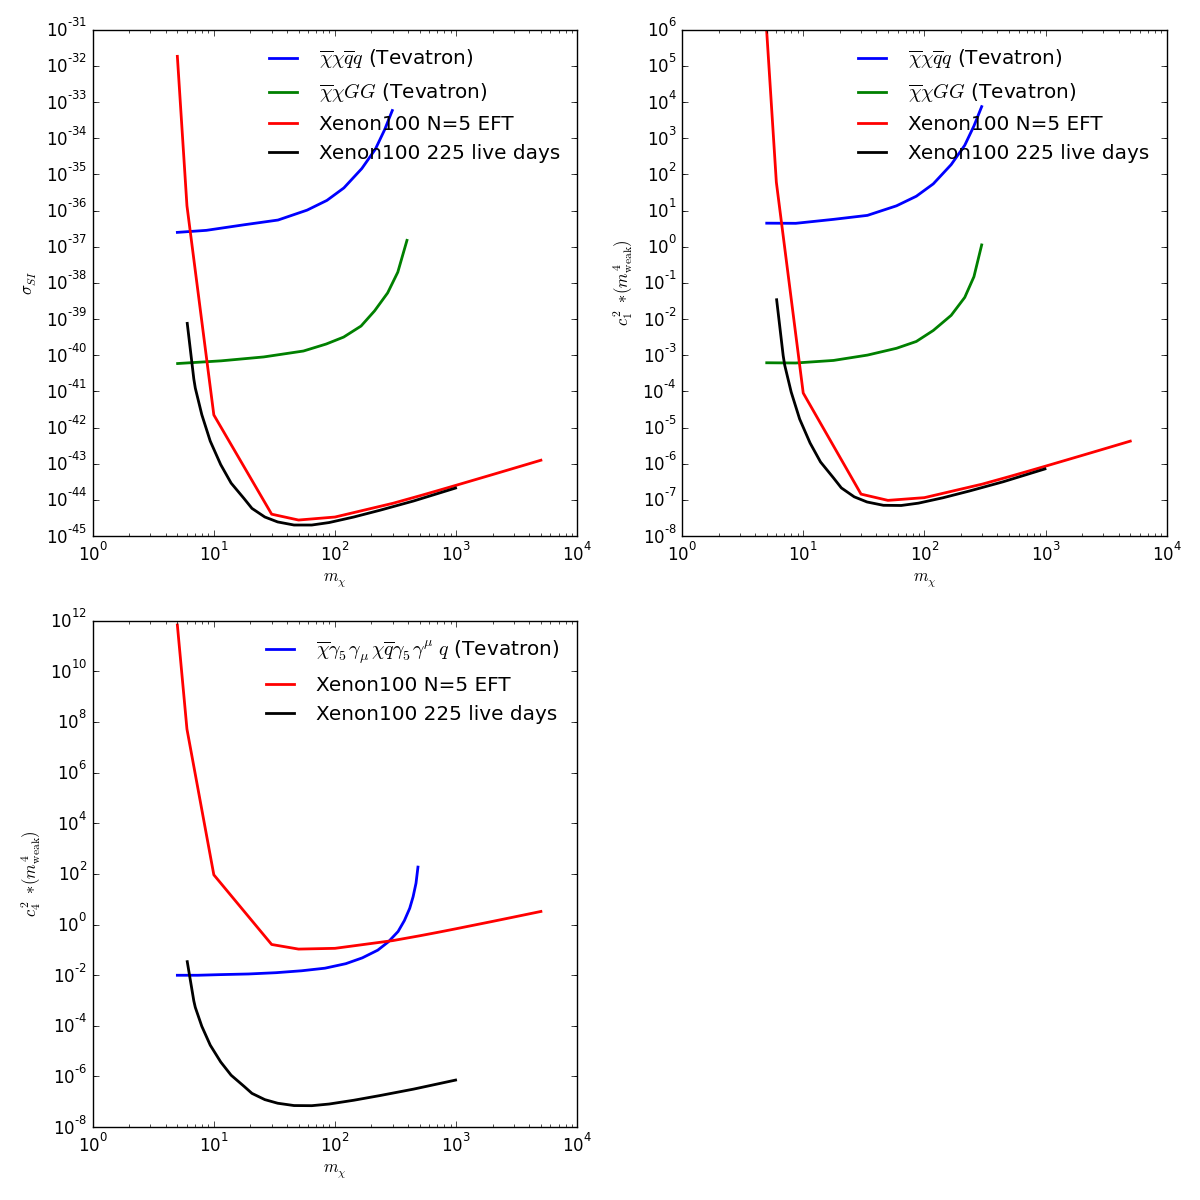 10^-31
10^-32
10^-33
10^-34
10^-35
10^-36
10^-37
10^-38
10^-39
10^-40
10^-41
10^-42
10^-43
10^-44
10^-45
σ_SI
χ̅χq̅q (Tevatron)
χ̅χGG (Tevatron)
Xenon100 N=5 EFT
Xenon100 225 live days
10^0 10^1 10^2 10^3 10^4
m_χ
10^6
10^5
10^4
10^3
10^2
10^1
10^0
10^-1
10^-2
10^-3
10^-4
10^-5
10^-6
10^-7
10^-8
c_1^2 * (m_weak^4)
χ̅χq̅q (Tevatron)
χ̅χGG (Tevatron)
Xenon100 N=5 EFT
Xenon100 225 live days
10^0 10^1 10^2 10^3 10^4
m_χ
10^12
10^10
10^8
10^6
10^4
10^2
10^0
10^-2
10^-4
10^-6
10^-8
c_4^2 * (m_weak^4)
χ̅γ_5γ_μχq̅γ_5γ^μ q (Tevatron)
Xenon100 N=5 EFT
Xenon100 225 live days
10^0 10^1 10^2 10^3 10^4
m_χ